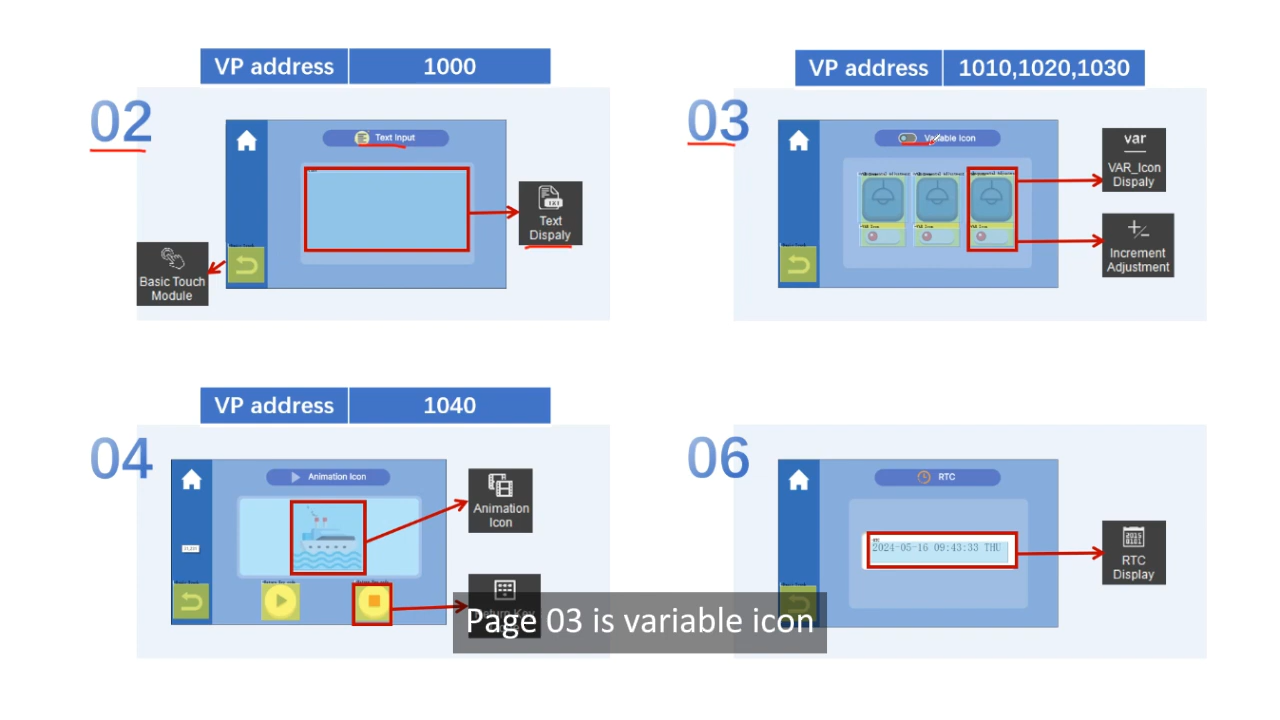 VP address 1000
02
Text Input
Text
Dispaly
Basic Touch
Module
VP address 1010,1020,1030
03
Variable Icon
var
VAR_Icon
Dispaly
Increment
Adjustment
VP address 1040
04
Animation Icon
Animation
Icon
Page 03 is variable icon
06
RTC
2024-05-16 09:43:33 THU
RTC
Display